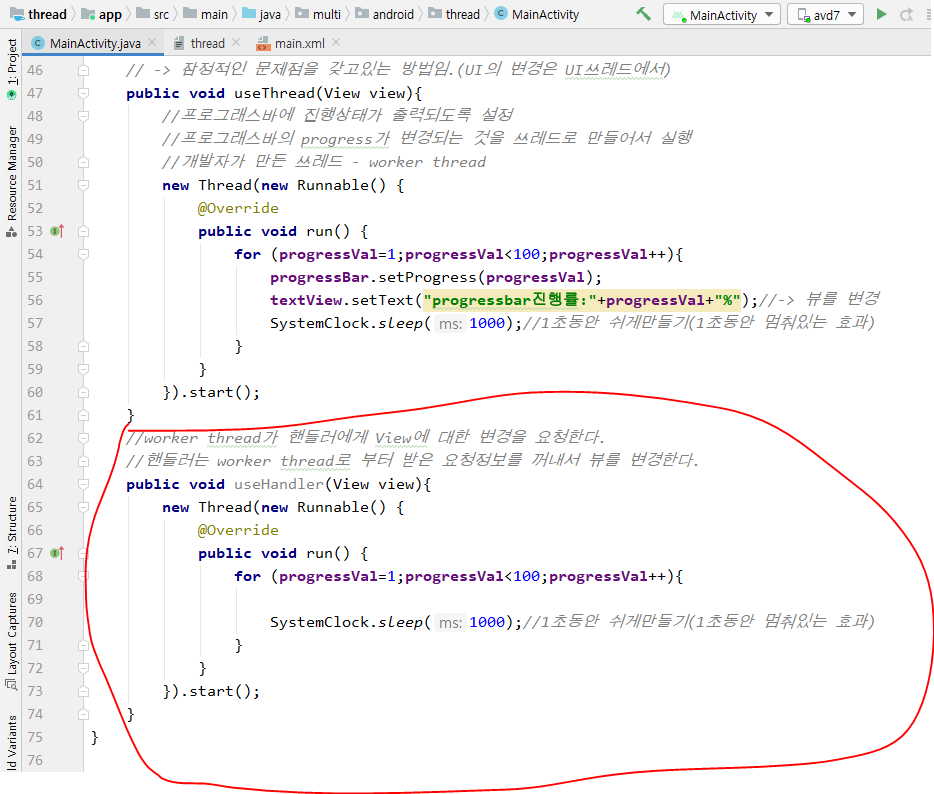 thread app src main java multi android thread MainActivity MainActivity avd7
MainActivity.java thread main.xml
1: Project
Resource Manager
7: Structure
Layout Captures
ld Variants
46 // -> 잠정적인 문제점을 갖고있는 방법임.(UI의 변경은 UI쓰레드에서)
47 public void useThread(View view){
48 //프로그래스바에 진행상태가 출력되도록 설정
49 //프로그래스바의 progress가 변경되는 것을 쓰레드로 만들어서 실행
50 //개발자가 만든 쓰레드 - worker thread
51 new Thread(new Runnable() {
52 @Override
53 public void run() {
54 for (progressVal=1;progressVal<100;progressVal++){
55 progressBar.setProgress(progressVal);
56 textView.setText("progressbar진행률:"+progressVal+"%");//-> 뷰를 변경
57 SystemClock.sleep( ms: 1000);//1초동안 쉬게만들기(1초동안 멈춰있는 효과)
58 }
59 }
60 }).start();
61 }
62 //worker thread가 핸들러에게 View에 대한 변경을 요청한다.
63 //핸들러는 worker thread로 부터 받은 요청정보를 꺼내서 뷰를 변경한다.
64 public void useHandler(View view){
65 new Thread(new Runnable() {
66 @Override
67 public void run() {
68 for (progressVal=1;progressVal<100;progressVal++){
69
70 SystemClock.sleep( ms: 1000);//1초동안 쉬게만들기(1초동안 멈춰있는 효과)
71 }
72 }
73 }).start();
74 }
75 }
76